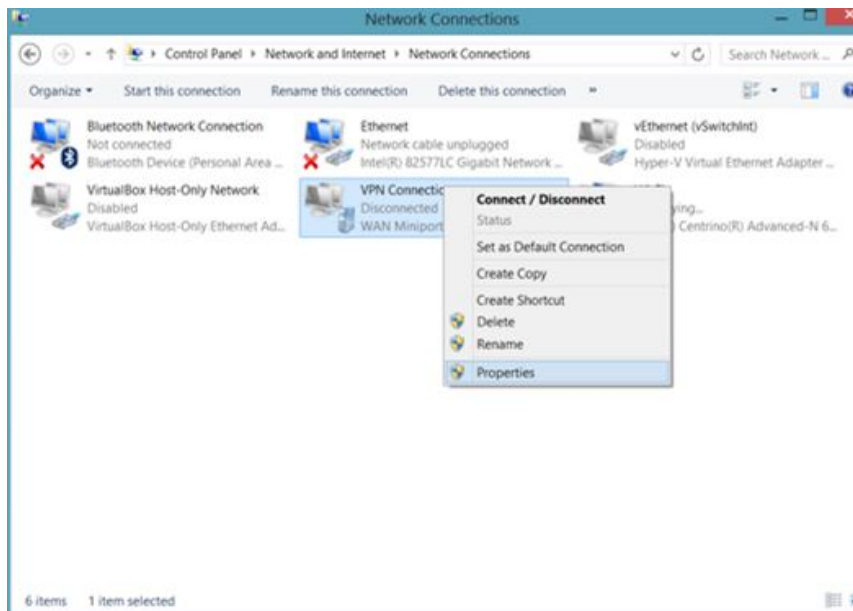 Network Connections
Control Panel Network and Internet Network Connections
Search Network ...
Organize Start this connection Rename this connection Delete this connection »
Bluetooth Network Connection
Not connected
Bluetooth Device (Personal Area ...
Ethernet
Network cable unplugged
Intel(R) 82577LC Gigabit Network ...
vEthernet (vSwitchInt)
Disabled
Hyper-V Virtual Ethernet Adapter ...
VirtualBox Host-Only Network
Disabled
VirtualBox Host-Only Ethernet Ad...
VPN Connectio
Disconnected
WAN Miniport
ying...
) Centrino(R) Advanced-N 6...
Connect / Disconnect
Status
Set as Default Connection
Create Copy
Create Shortcut
Delete
Rename
Properties
6 items 1 item selected